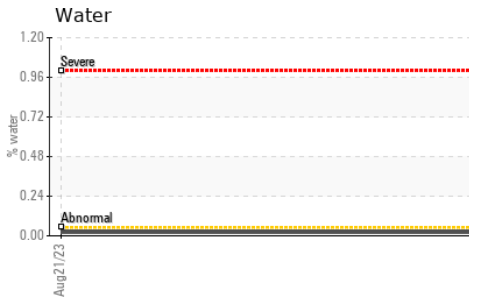 Water
1.20
Severe
0.96
0.72
% water
0.48
0.24
Abnormal
0.00
Aug21/23